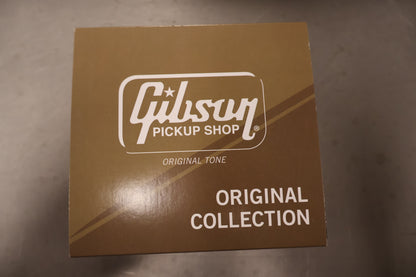 Gibson
PICKUP SHOP®
ORIGINAL TONE
ORIGINAL
COLLECTION